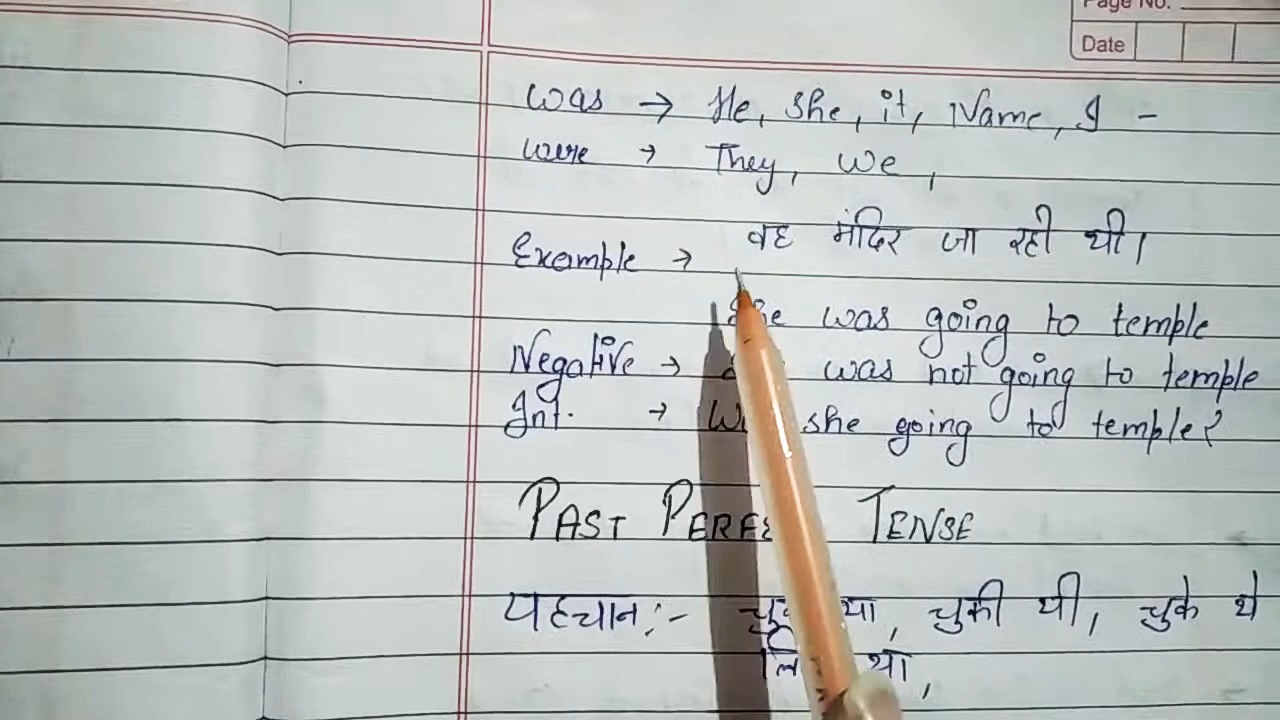 Page No.
Date
was → He, She, it, Name, I -
were → They, we,
Example → वह मंदिर जा रही थी।
She was going to temple
Negative → was not going to temple
Int. → she going to temple?
PAST TENSE
पहचान :- था, चुकी थी, चुके थे
था,